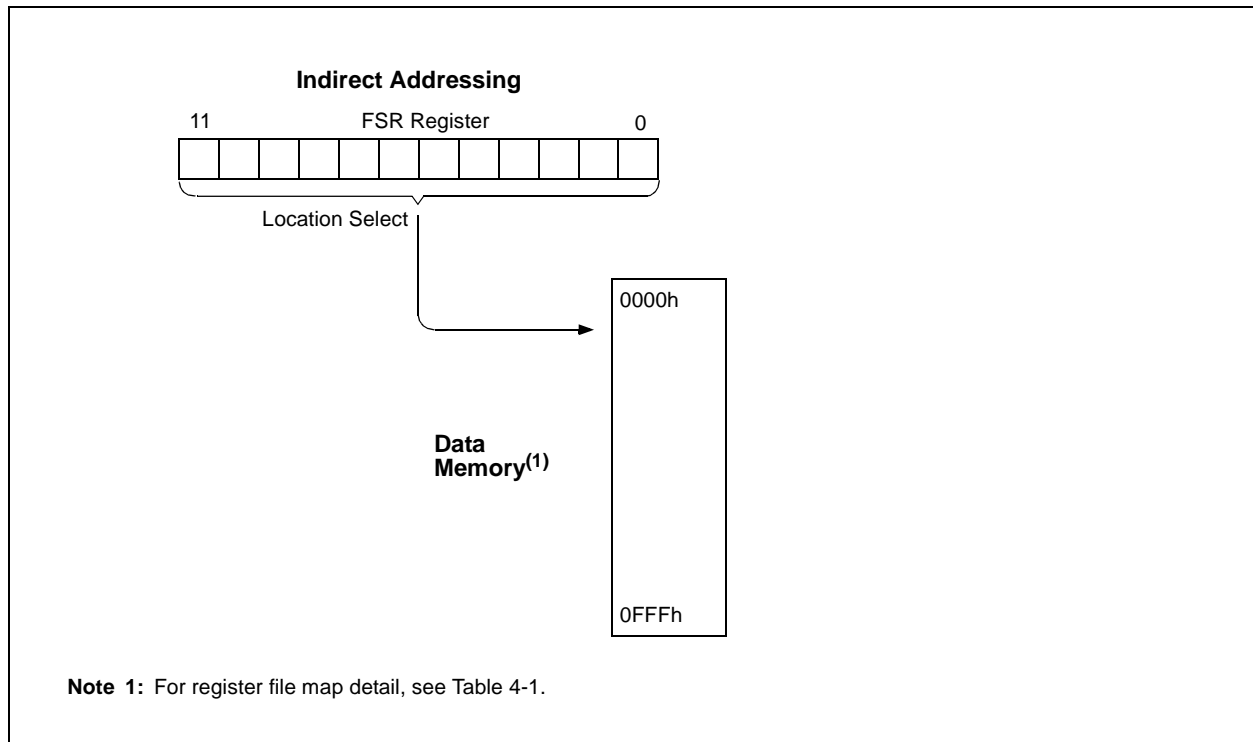 Indirect Addressing
11 FSR Register 0
Location Select
0000h
Data
Memory(1)
0FFFh
Note 1: For register file map detail, see Table 4-1.